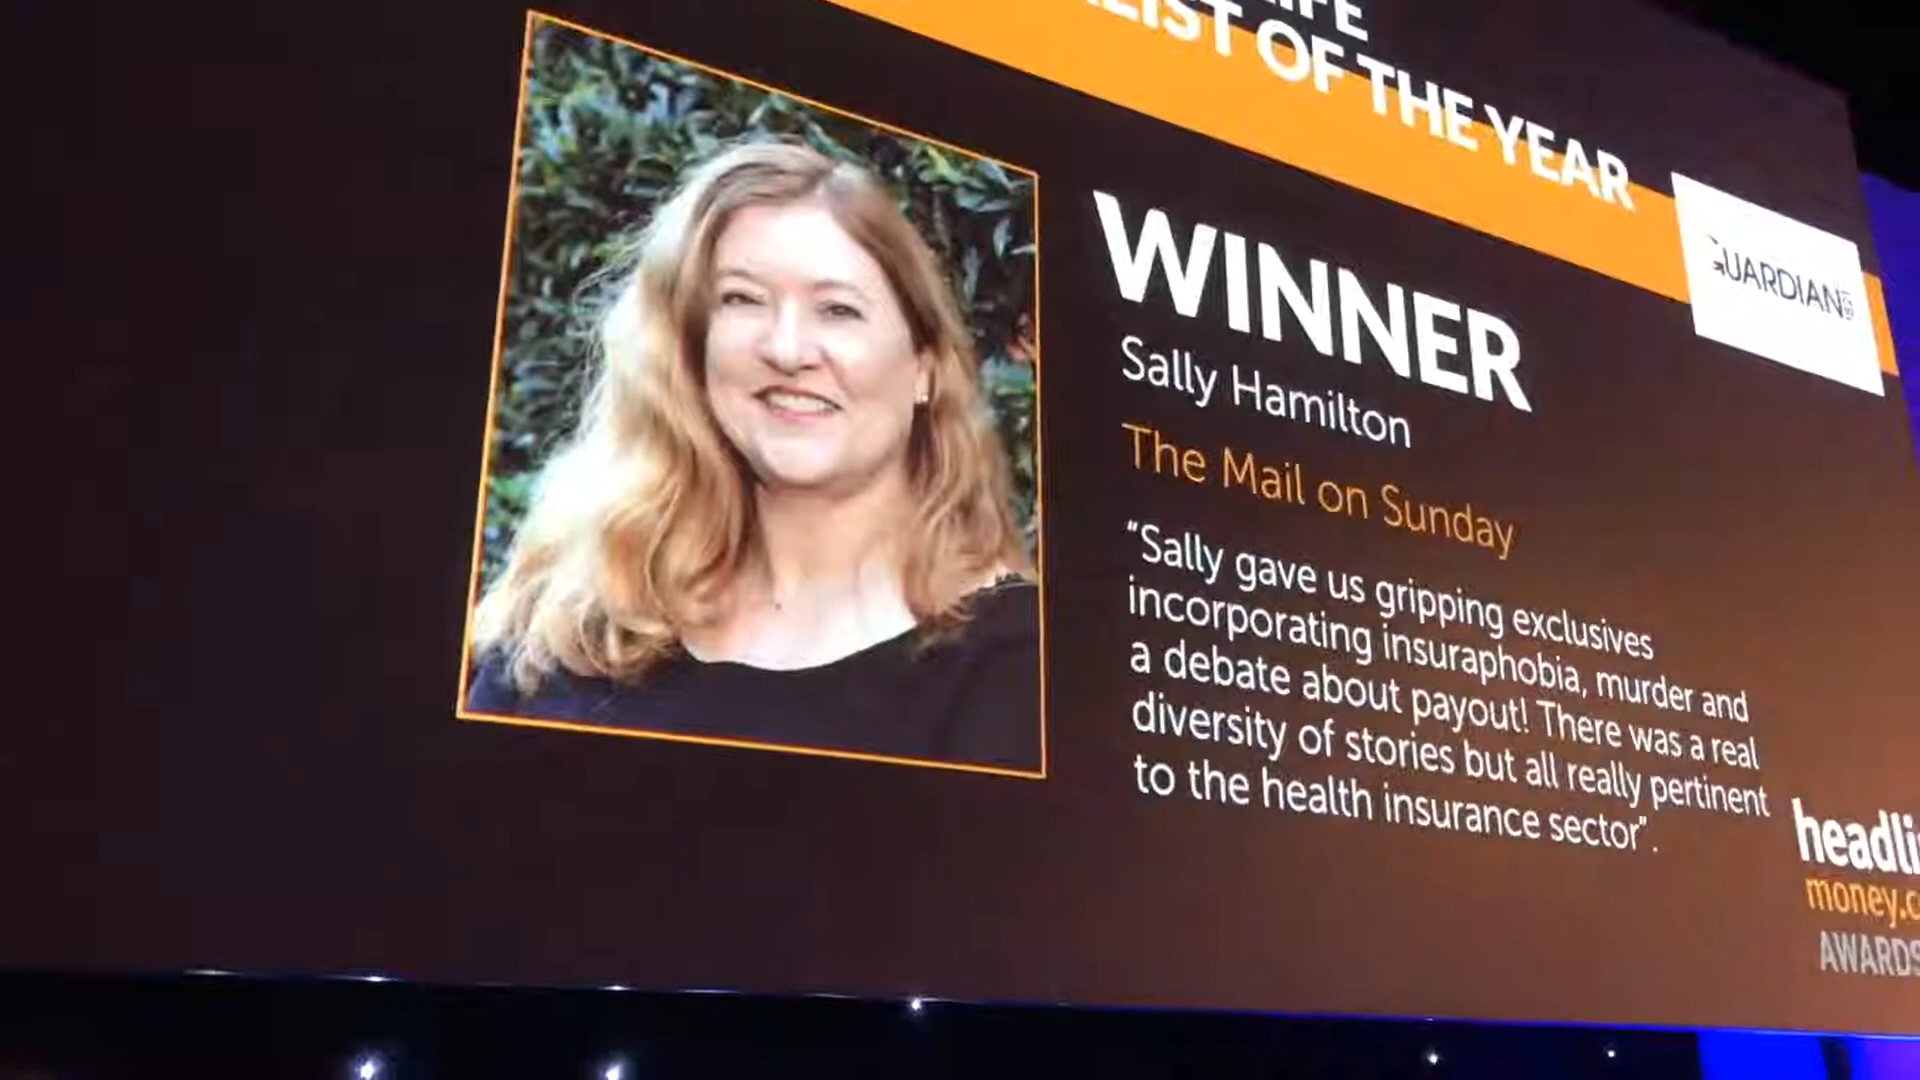 OF THE YEAR
WINNER
Sally Hamilton
The Mail on Sunday
“Sally gave us gripping exclusives
incorporating insuraphobia, murder and
a debate about payout! There was a real
diversity of stories but all really pertinent
to the health insurance sector”.
GUARDIAN
money.c
AWARDS